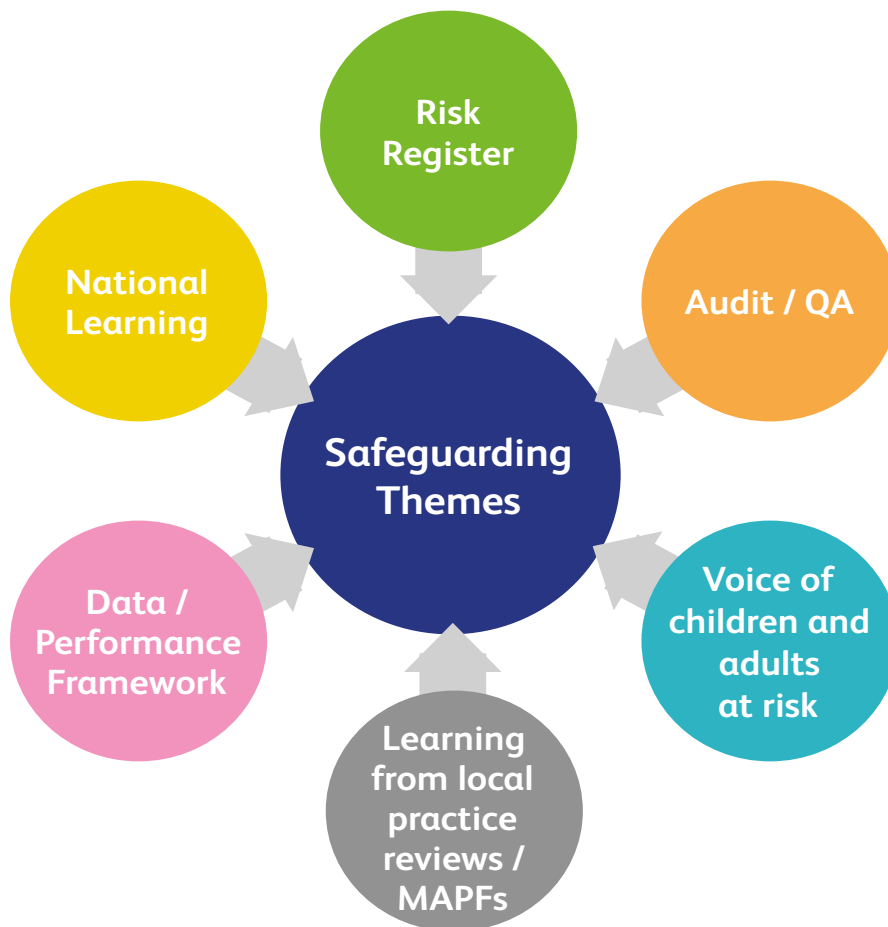 Risk
Register
National
Learning
Audit / QA
Safeguarding
Themes
Data /
Performance
Framework
Voice of
children and
adults
at risk
Learning
from local
practice
reviews /
MAPFs